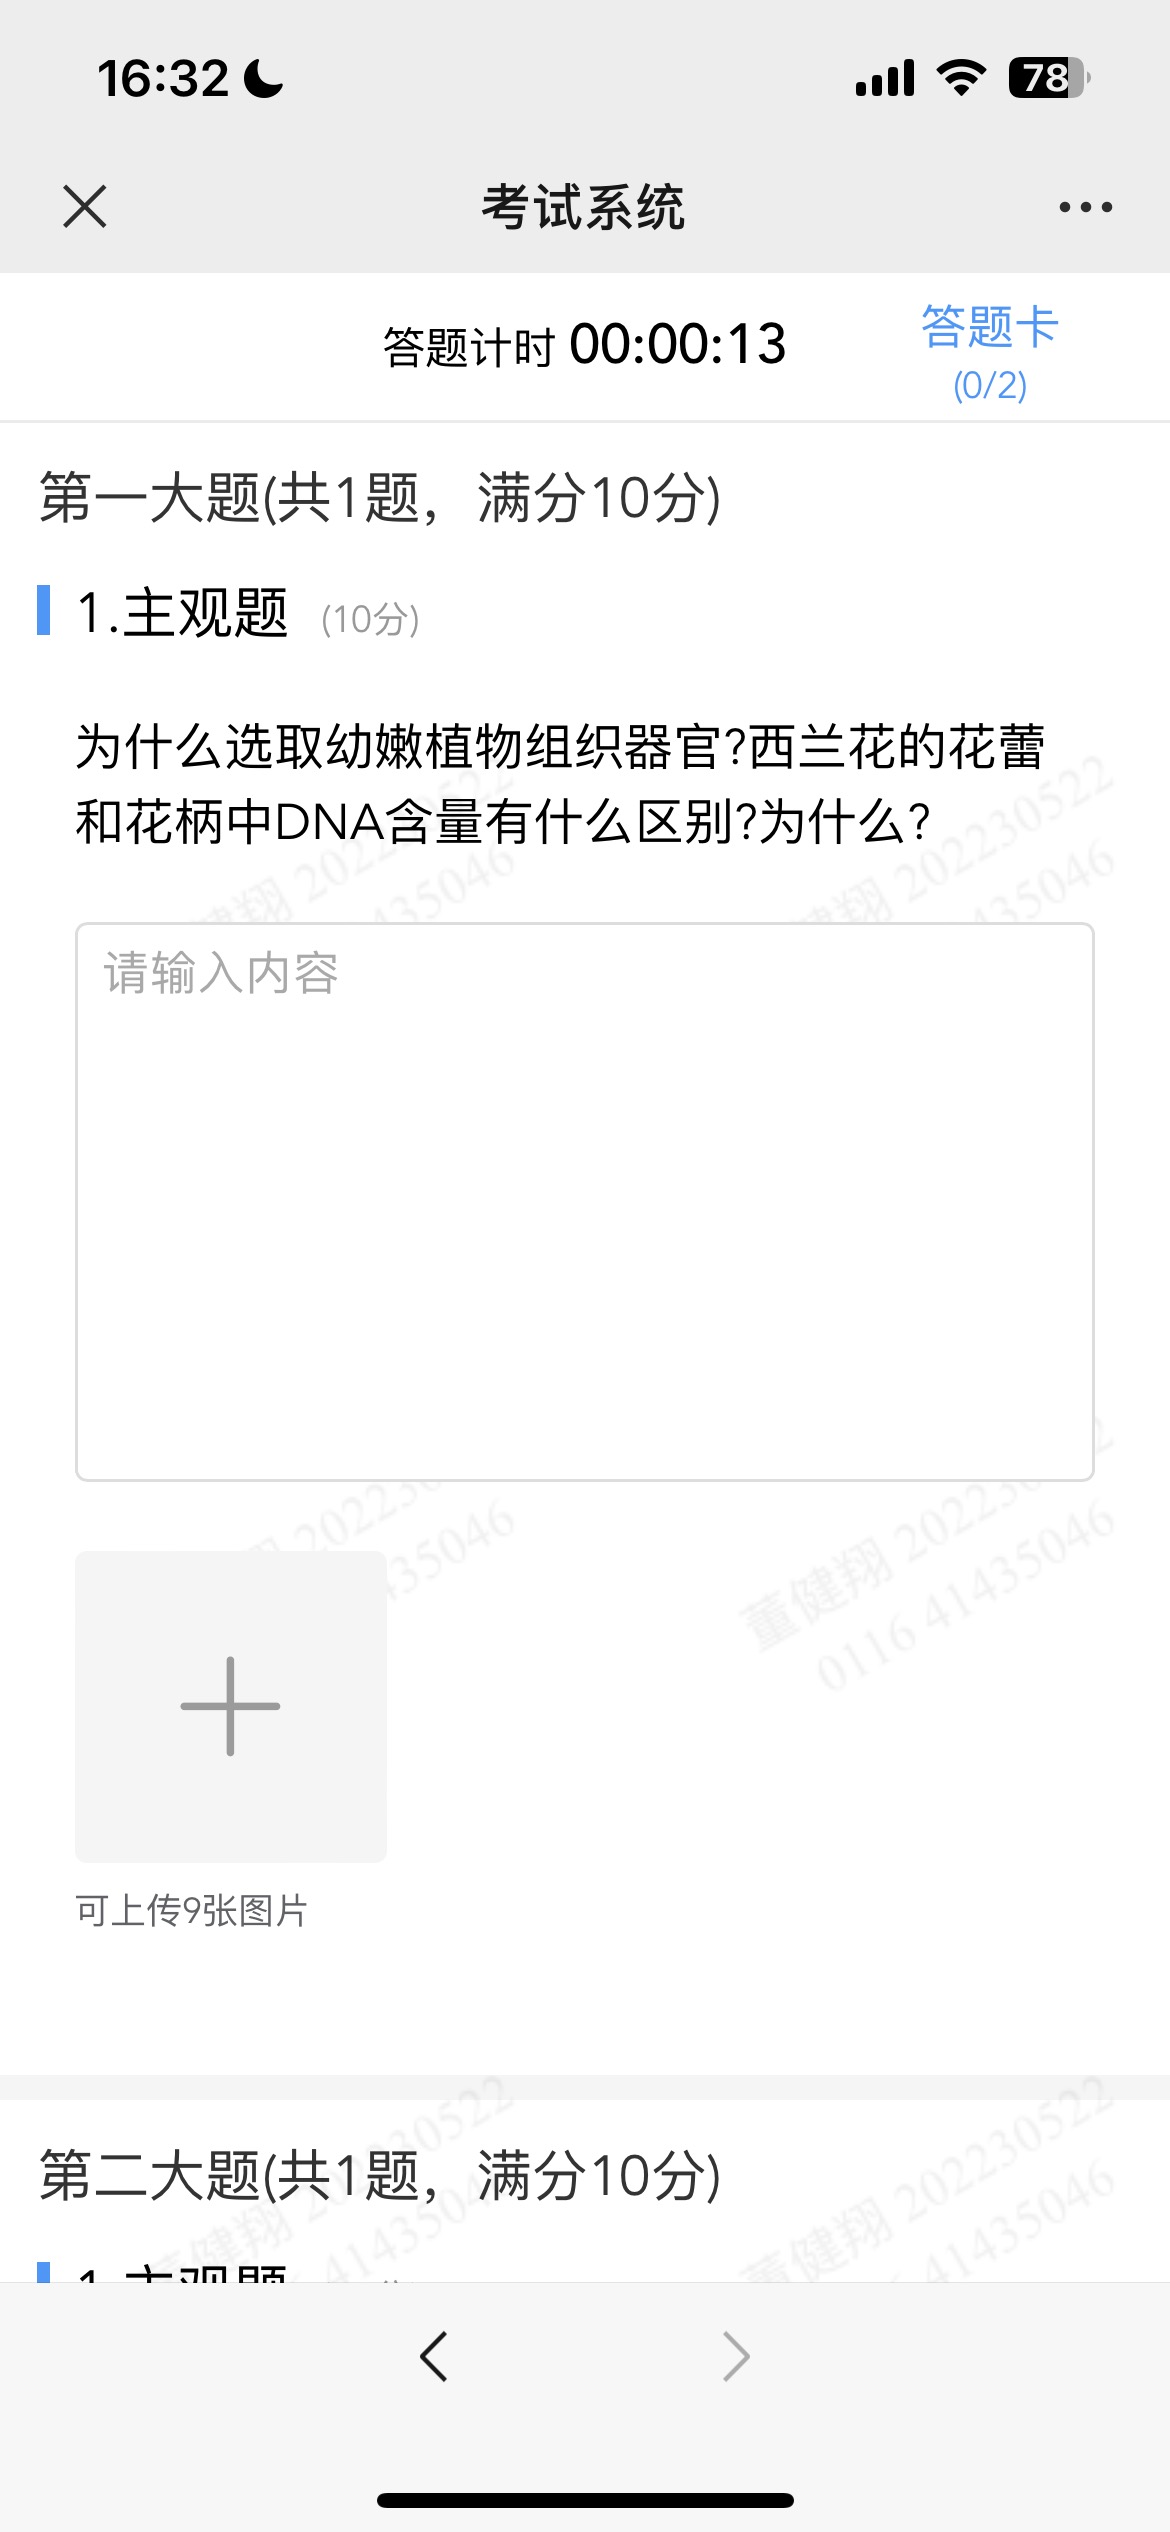 16:32
78
考试系统
答题计时 00:00:13
答题卡
(0/2)
第一大题(共1题，满分10分)
1.主观题 (10分)
为什么选取幼嫩植物组织器官?西兰花的花蕾
和花柄中DNA含量有什么区别?为什么?
请输入内容
董健翔 202230522
0116 41435046
可上传9张图片
第二大题(共1题，满分10分)
1.主观题